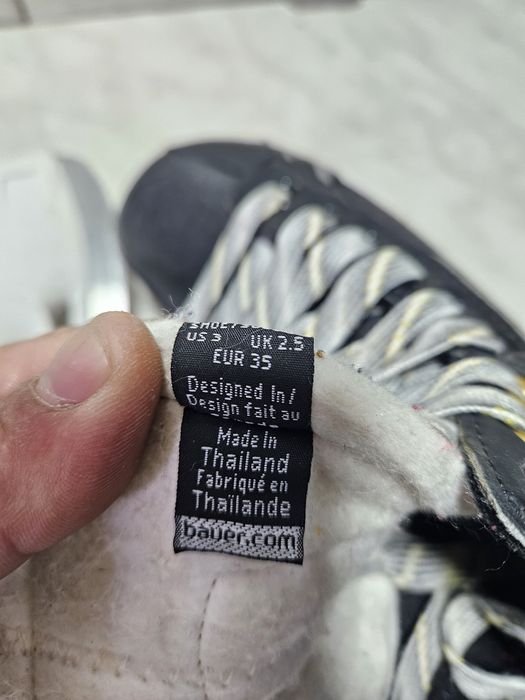 US 3 UK 2.5
EUR 35
Designed In/
Design fait au
Made In
Thailand
Fabriqué en
Thaïlande
bauer.com